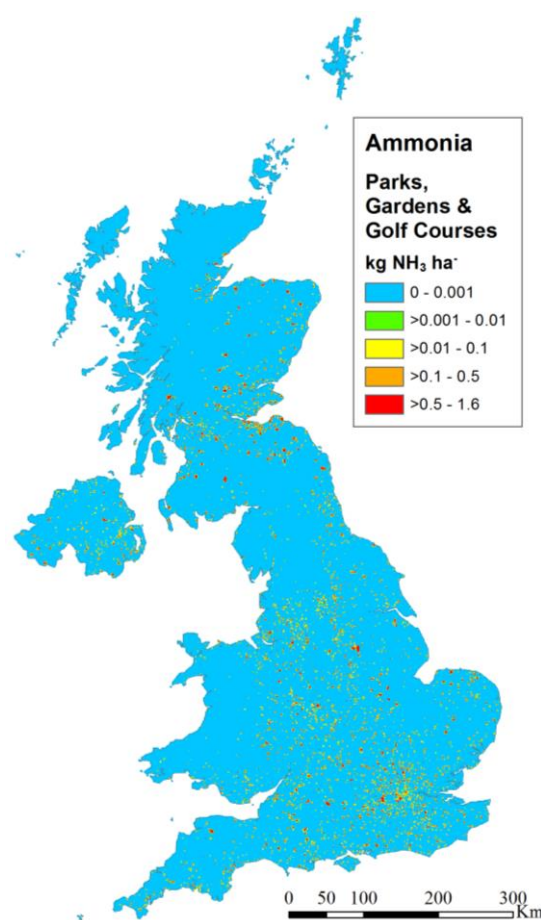 Ammonia
Parks,
Gardens &
Golf Courses
kg NH₃ ha⁻
0 - 0.001
>0.001 - 0.01
>0.01 - 0.1
>0.1 - 0.5
>0.5 - 1.6
0 50 100 200 300
Km